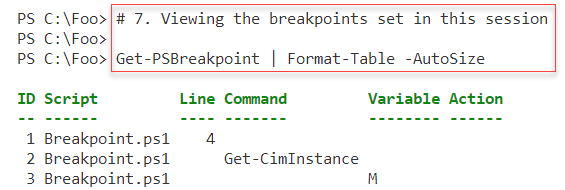 PS C:\Foo> # 7. Viewing the breakpoints set in this session
PS C:\Foo>
PS C:\Foo> Get-PSBreakpoint | Format-Table -AutoSize
ID Script Line Command Variable Action
-- ------ ---- ------- -------- ------
1 Breakpoint.ps1 4
2 Breakpoint.ps1 Get-CimInstance
3 Breakpoint.ps1 M